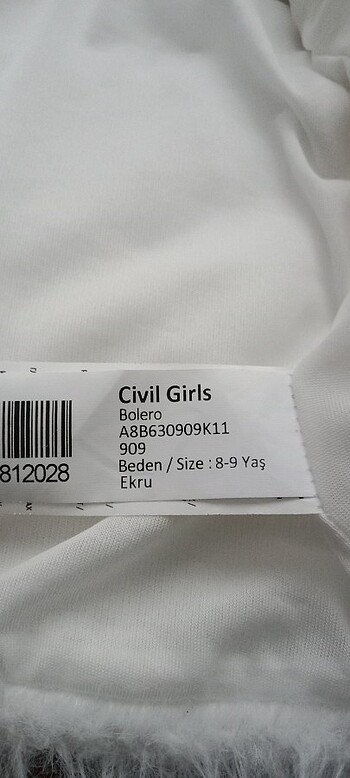 Civil Girls
Bolero
A8B630909K11
909
Beden / Size : 8-9 Yaş
Ekru
812028